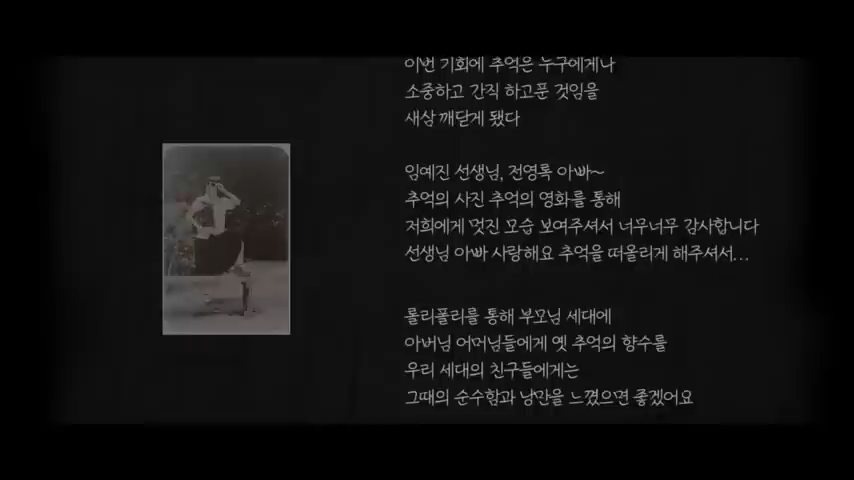 이번 기회에 추억은 누구에게나
소중하고 간직 하고푼 것임을
새삼 깨닫게 됐다
임예진 선생님, 전영록 아빠~
추억의 사진 추억의 영화를 통해
저희에게 멋진 모습 보여주셔서 너무너무 감사합니다
선생님 아빠 사랑해요 추억을 떠올리게 해주셔서...
롤리폴리를 통해 부모님 세대에
아버님 어머님들에게 옛 추억의 향수를
우리 세대의 친구들에게는
그때의 순수함과 낭만을 느꼈으면 좋겠어요